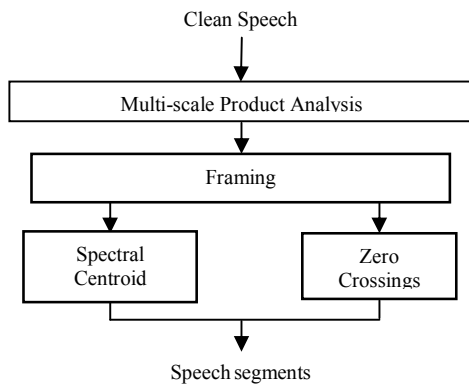 Clean Speech
Multi-scale Product Analysis
Framing
Spectral
Centroid
Zero
Crossings
Speech segments